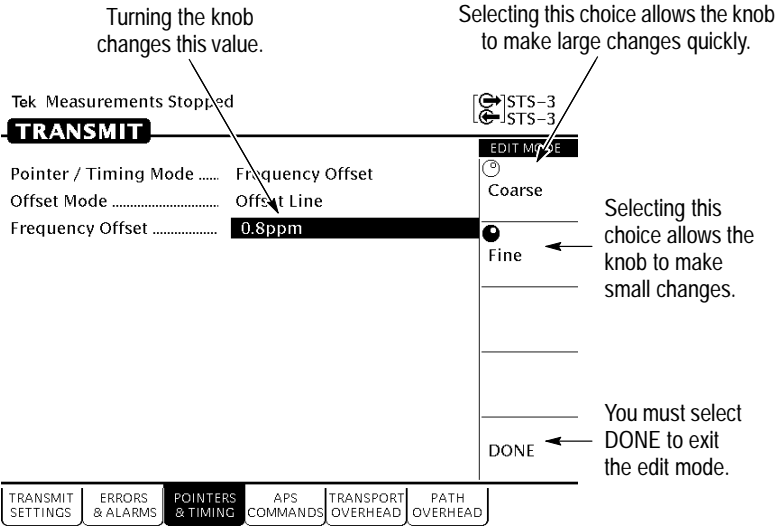 Turning the knob
changes this value.
Selecting this choice allows the knob
to make large changes quickly.
Tek Measurements Stopped
STS–3
STS–3
TRANSMIT
EDIT MODE
Pointer / Timing Mode ..... Frequency Offset
Coarse
Offset Mode .......................... Offset Line
Frequency Offset ................ 0.8ppm
Fine
Selecting this
choice allows the
knob to make
small changes.
DONE
You must select
DONE to exit
the edit mode.
TRANSMIT
SETTINGS
ERRORS
& ALARMS
POINTERS
& TIMING
APS
COMMANDS
TRANSPORT
OVERHEAD
PATH
OVERHEAD